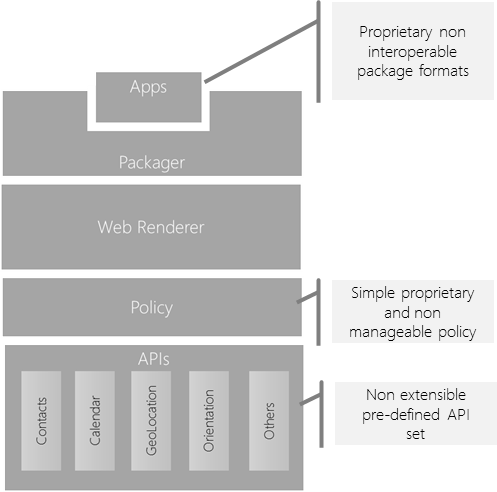 Proprietary non
interoperable
package formats
Apps
Packager
Web Renderer
Policy
Simple proprietary
and non
manageable policy
APIs
Contacts
Calendar
GeoLocation
Orientation
Others
Non extensible
pre-defined API
set